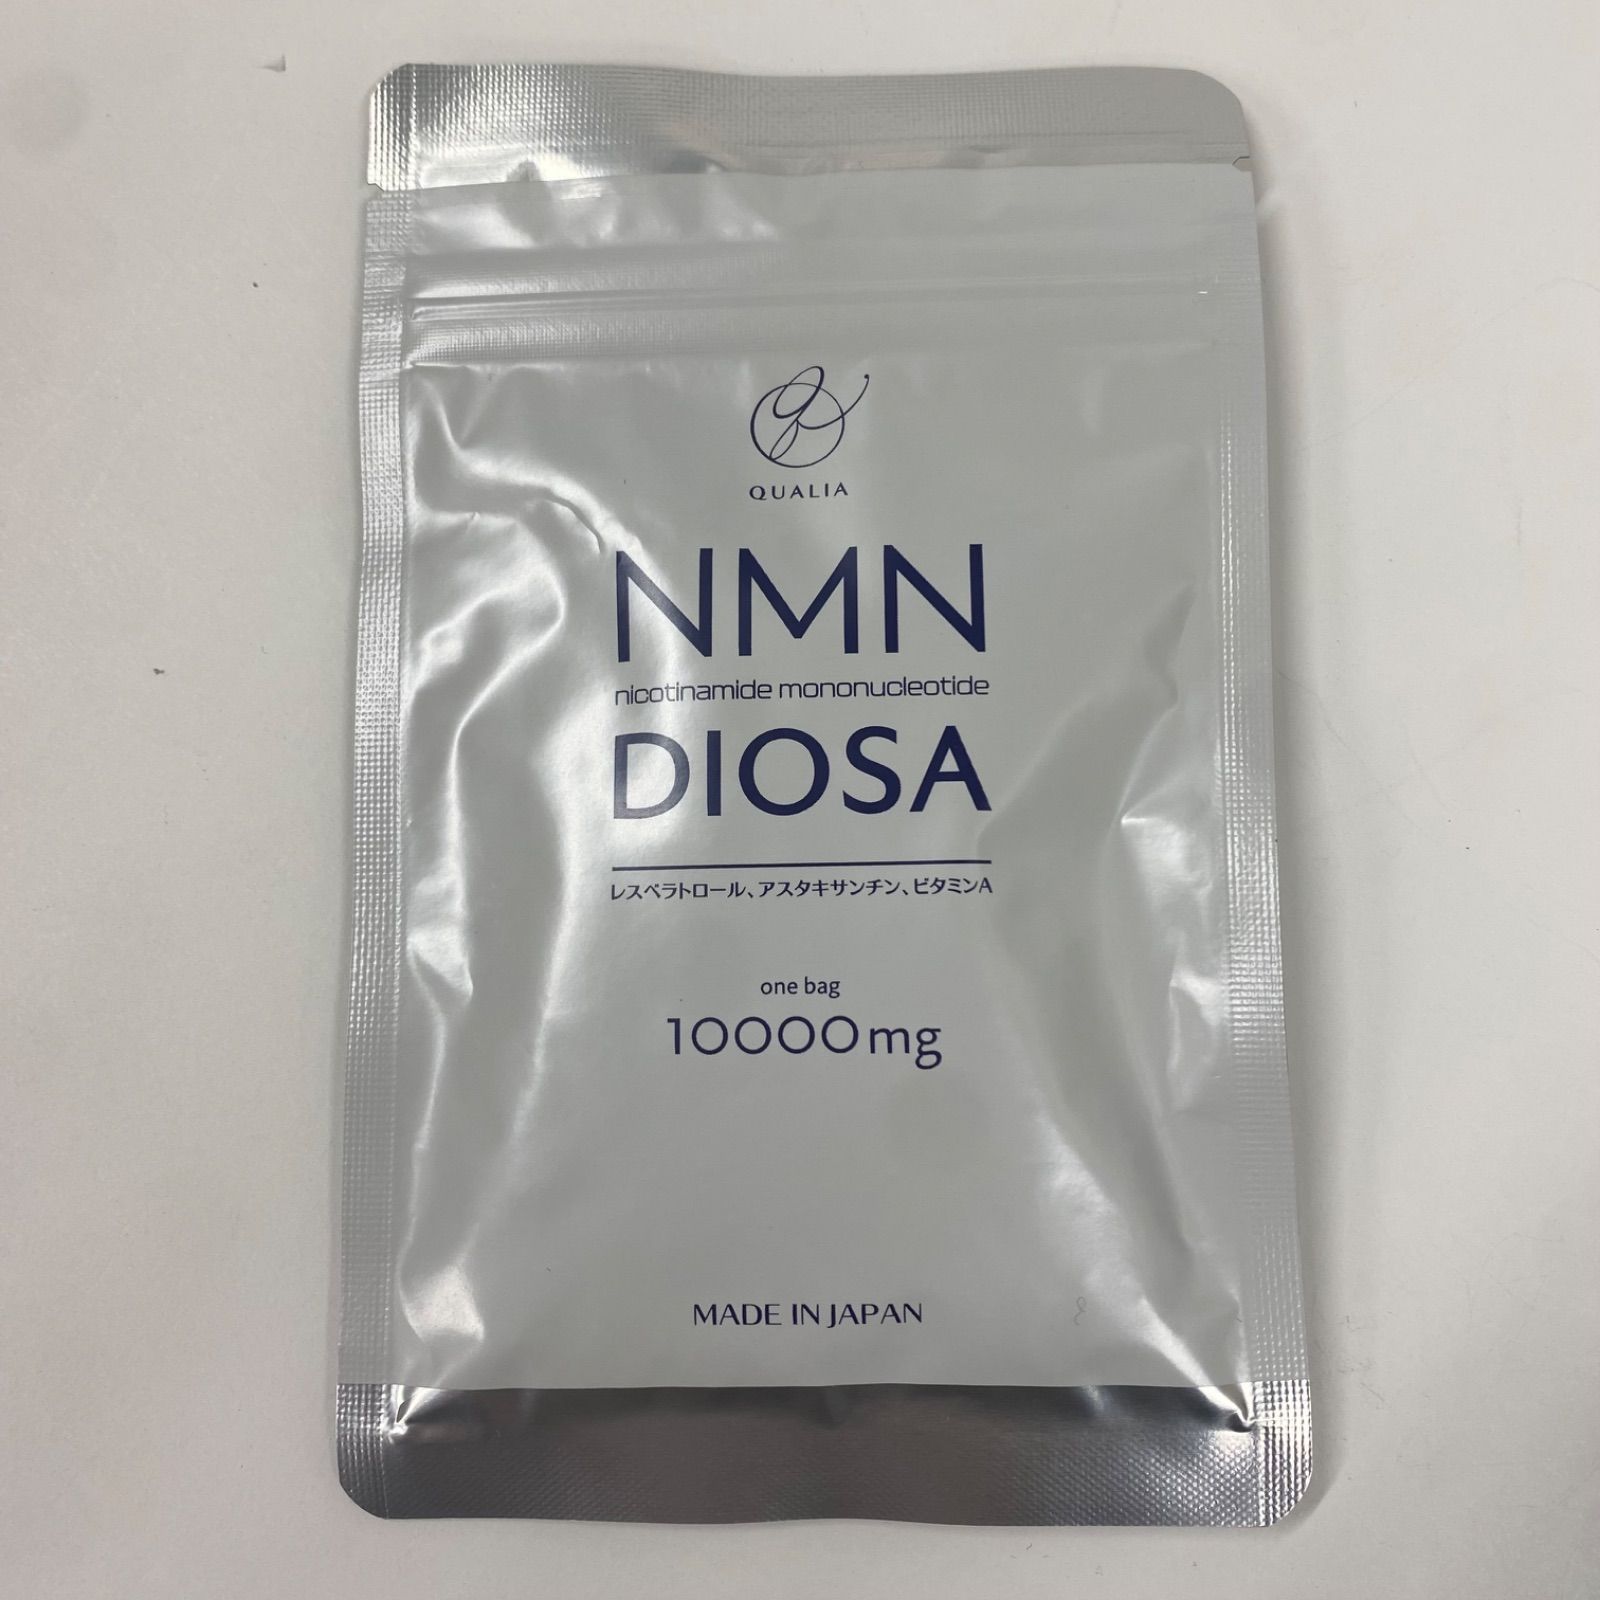 QUALIA
NMN
nicotinamide mononucleotide
DIOSA
レスベラトロール、アスタキサンチン、ビタミンA
one bag
10000mg
MADE IN JAPAN